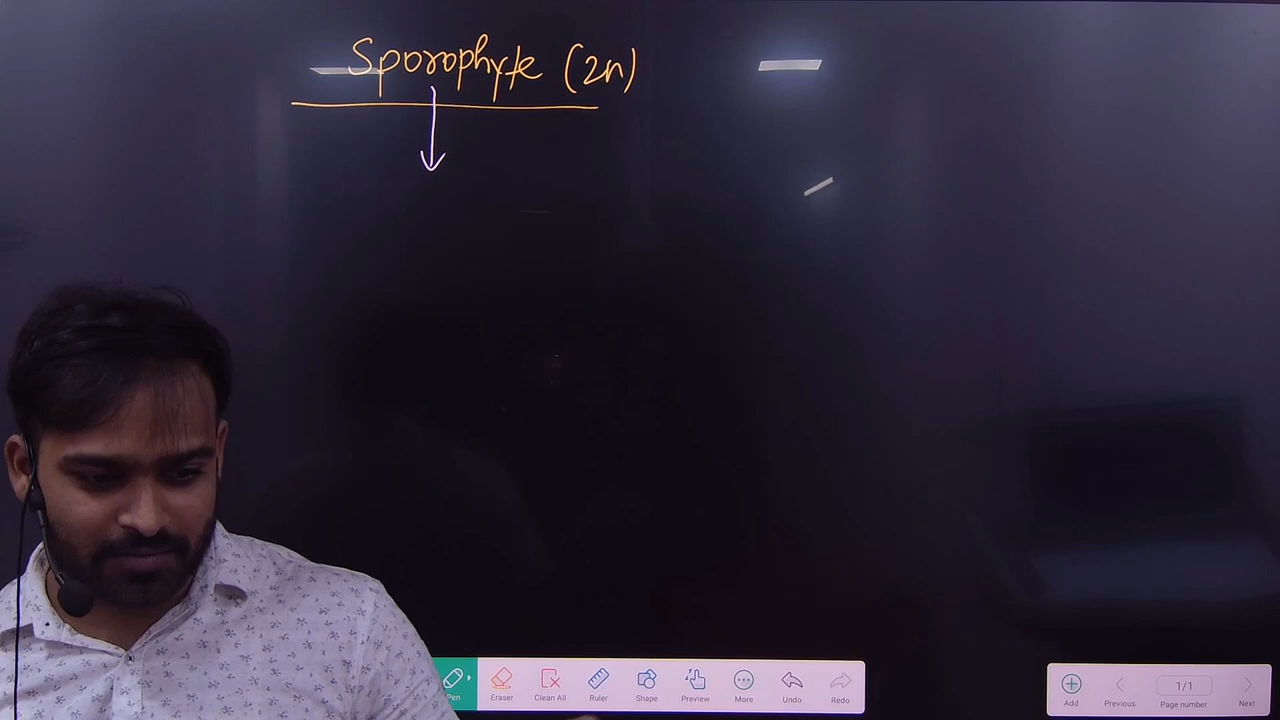 Sporophyte (2n)
Pen Eraser Clean All Ruler Shape Preview More Undo Redo
1/1
Add Previous Page number Next